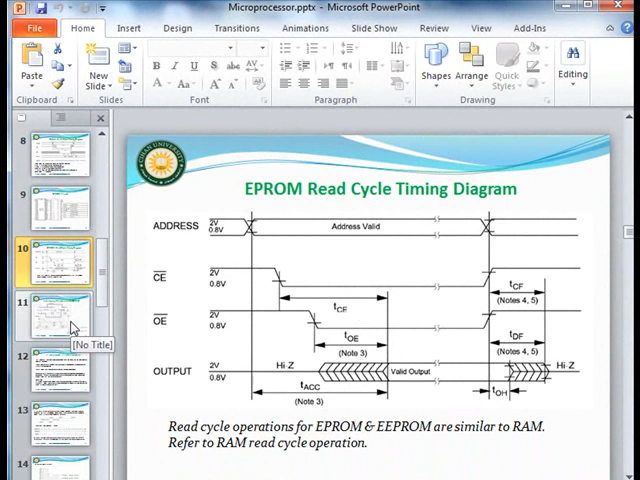 Microprocessor.pptx - Microsoft PowerPoint
File Home Insert Design Transitions Animations Slide Show Review View Add-Ins
Paste
New
Slide
Shapes
Arrange
Quick
Styles
Editing
Clipboard
Slides
Font
Paragraph
Drawing
8
9
10
11
[No Title]
12
13
14
CIHAN UNIVERSITY
EPROM Read Cycle Timing Diagram
ADDRESS
2V
0.8V
Address Valid
CE
2V
0.8V
tCE
tCF
(Notes 4, 5)
OE
2V
0.8V
tOE
(Note 3)
tDF
(Notes 4, 5)
OUTPUT
2V
0.8V
Hi Z
Valid Output
Hi Z
tACC
(Note 3)
tOH
Read cycle operations for EPROM & EEPROM are similar to RAM.
Refer to RAM read cycle operation.